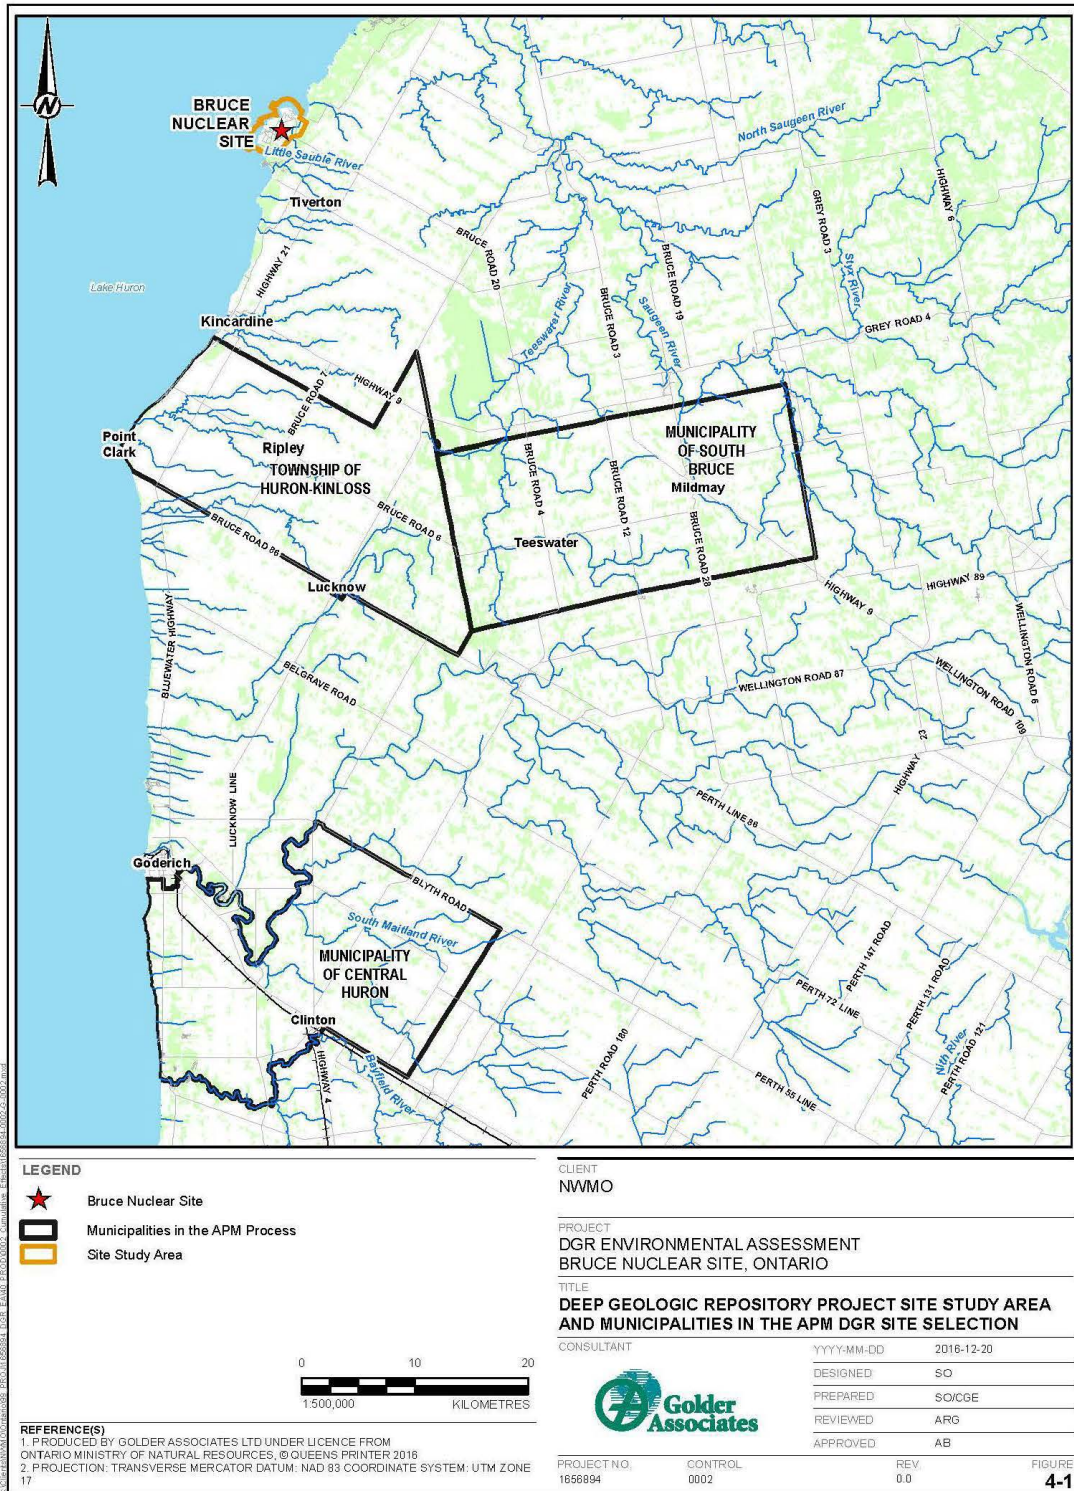 N
BRUCE
NUCLEAR
SITE
Little Sauble River
North Saugeen River
Tiverton
HIGHWAY 6
GREY ROAD 3
BRUCE
ROAD 20
BRUCE ROAD 19
HIGHWAY 21
Styx River
Lake Huron
Teeswater River
BRUCE ROAD 3
Saugeen River
Kincardine
GREY ROAD 4
BRUCE ROAD 7
HIGHWAY 9
Point
Clark
Ripley
TOWNSHIP OF
HURON-KINLOSS
MUNICIPALITY
OF SOUTH
BRUCE
Mildmay
BRUCE ROAD 4
BRUCE ROAD 12
BRUCE ROAD 6
BRUCE ROAD 86
BRUCE ROAD 28
Teeswater
Lucknow
HIGHWAY 9
HIGHWAY 89
BLUEWATER HIGHWAY
WELLINGTON ROAD 6
BELGRAVE ROAD
WELLINGTON ROAD 87
WELLINGTON ROAD 109
HIGHWAY 23
LUCKNOW LINE
PERTH LINE 86
Goderich
BLYTH ROAD
South Maitland River
MUNICIPALITY
OF CENTRAL
HURON
PERTH 147 ROAD
PERTH 131 ROAD
PERTH 72 LINE
Clinton
HIGHWAY 4
Bayfield River
PERTH ROAD 180
PERTH 55 LINE
Nith River
PERTH ROAD 121
LEGEND
Bruce Nuclear Site
Municipalities in the APM Process
Site Study Area
0 10 20
1:500,000 KILOMETRES
REFERENCE(S)
1. PRODUCED BY GOLDER ASSOCIATES LTD UNDER LICENCE FROM
ONTARIO MINISTRY OF NATURAL RESOURCES, © QUEENS PRINTER 2016
2. PROJECTION: TRANSVERSE MERCATOR DATUM: NAD 83 COORDINATE SYSTEM: UTM ZONE
17
CLIENT
NWMO
PROJECT
DGR ENVIRONMENTAL ASSESSMENT
BRUCE NUCLEAR SITE, ONTARIO
TITLE
DEEP GEOLOGIC REPOSITORY PROJECT SITE STUDY AREA
AND MUNICIPALITIES IN THE APM DGR SITE SELECTION
CONSULTANT
Golder
Associates
YYYY-MM-DD 2016-12-20
DESIGNED SO
PREPARED SO/CGE
REVIEWED ARG
APPROVED AB
PROJECT NO. CONTROL REV. FIGURE
1656894 0002 0.0 4-1